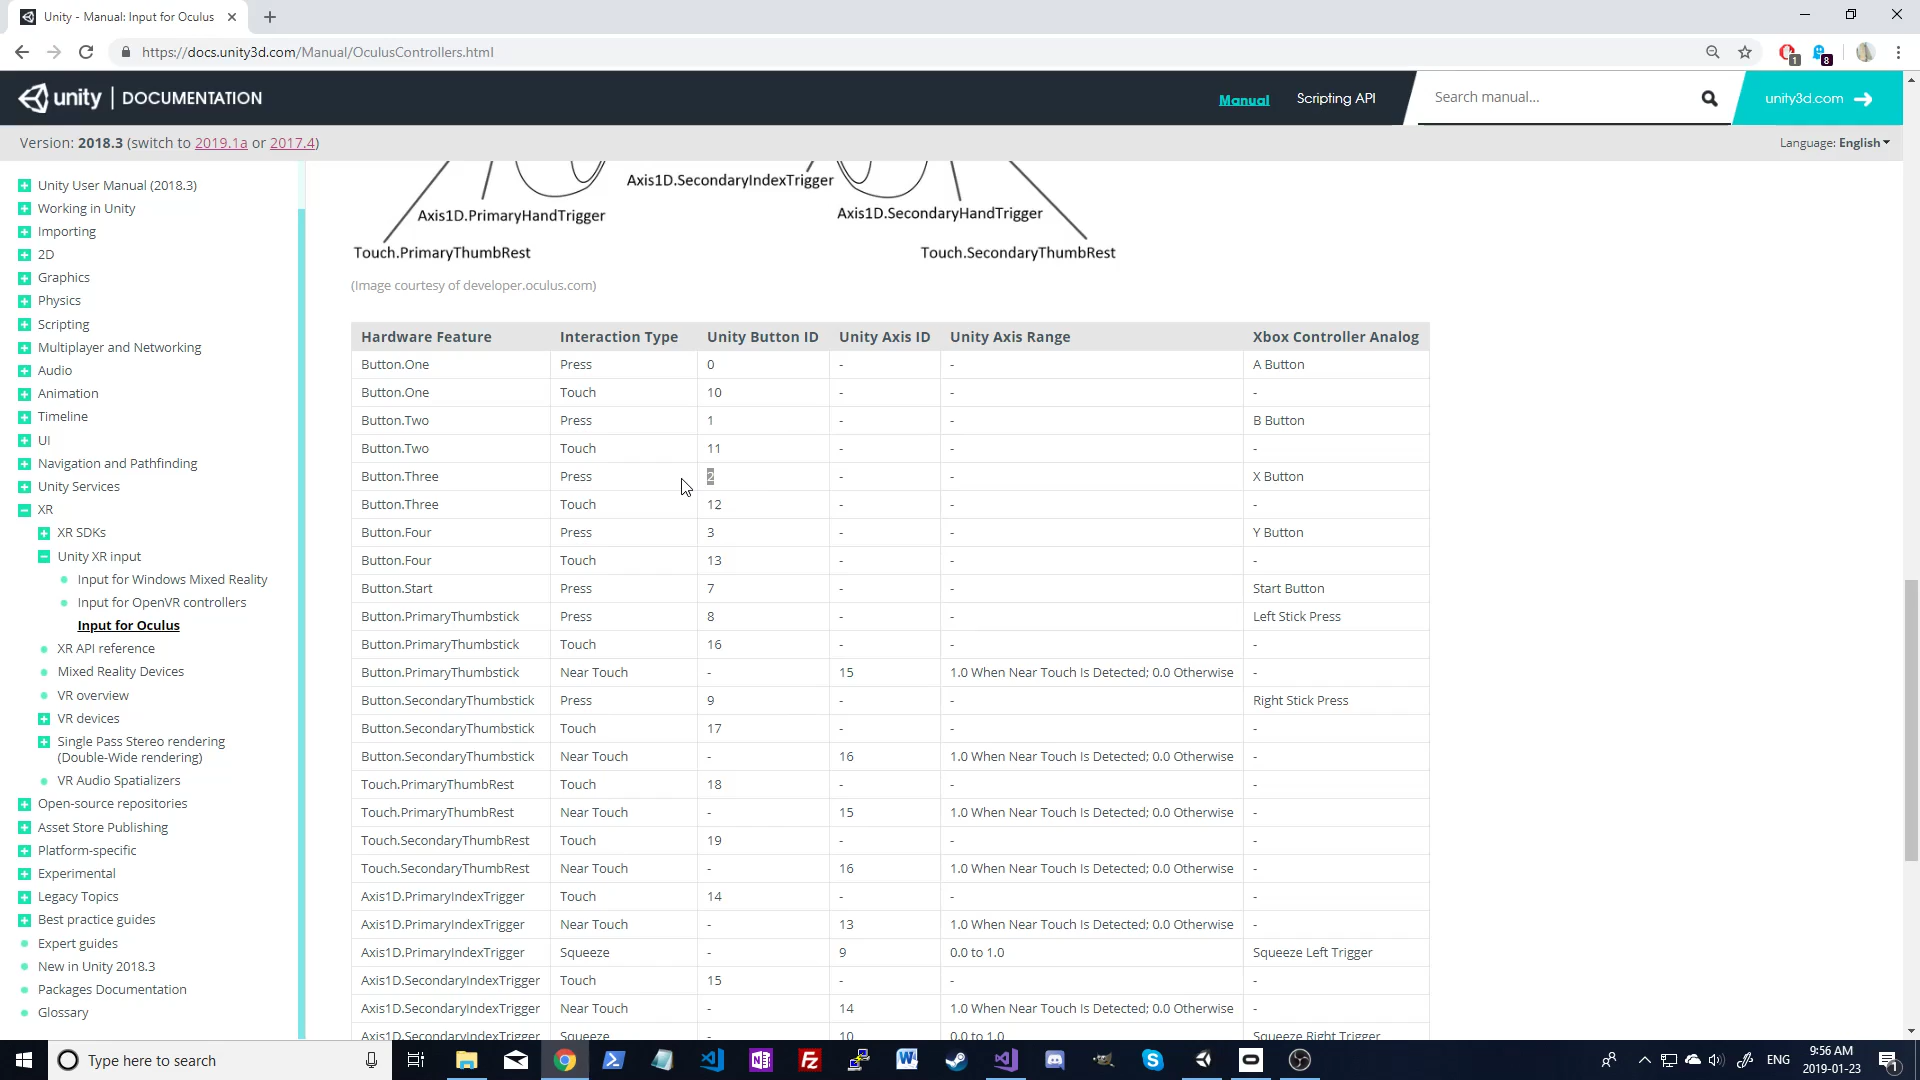 Unity - Manual: Input for Oculus
https://docs.unity3d.com/Manual/OculusControllers.html
1
8
unity | DOCUMENTATION
Manual
Scripting API
Search manual...
unity3d.com
Version: 2018.3 (switch to 2019.1a or 2017.4)
Language: English
Unity User Manual (2018.3)
Working in Unity
Importing
2D
Graphics
Physics
Scripting
Multiplayer and Networking
Audio
Animation
Timeline
UI
Navigation and Pathfinding
Unity Services
XR
XR SDKs
Unity XR input
Input for Windows Mixed Reality
Input for OpenVR controllers
Input for Oculus
XR API reference
Mixed Reality Devices
VR overview
VR devices
Single Pass Stereo rendering
(Double-Wide rendering)
VR Audio Spatializers
Open-source repositories
Asset Store Publishing
Platform-specific
Experimental
Legacy Topics
Best practice guides
Expert guides
New in Unity 2018.3
Packages Documentation
Glossary
Axis1D.SecondaryIndexTrigger
Axis1D.PrimaryHandTrigger
Axis1D.SecondaryHandTrigger
Touch.PrimaryThumbRest
Touch.SecondaryThumbRest
(Image courtesy of developer.oculus.com)
Hardware Feature Interaction Type Unity Button ID Unity Axis ID Unity Axis Range Xbox Controller Analog
Button.One Press 0 - - A Button
Button.One Touch 10 - - -
Button.Two Press 1 - - B Button
Button.Two Touch 11 - - -
Button.Three Press 2 - - X Button
Button.Three Touch 12 - - -
Button.Four Press 3 - - Y Button
Button.Four Touch 13 - - -
Button.Start Press 7 - - Start Button
Button.PrimaryThumbstick Press 8 - - Left Stick Press
Button.PrimaryThumbstick Touch 16 - - -
Button.PrimaryThumbstick Near Touch - 15 1.0 When Near Touch Is Detected; 0.0 Otherwise -
Button.SecondaryThumbstick Press 9 - - Right Stick Press
Button.SecondaryThumbstick Touch 17 - - -
Button.SecondaryThumbstick Near Touch - 16 1.0 When Near Touch Is Detected; 0.0 Otherwise -
Touch.PrimaryThumbRest Touch 18 - - -
Touch.PrimaryThumbRest Near Touch - 15 1.0 When Near Touch Is Detected; 0.0 Otherwise -
Touch.SecondaryThumbRest Touch 19 - - -
Touch.SecondaryThumbRest Near Touch - 16 1.0 When Near Touch Is Detected; 0.0 Otherwise -
Axis1D.PrimaryIndexTrigger Touch 14 - - -
Axis1D.PrimaryIndexTrigger Near Touch - 13 1.0 When Near Touch Is Detected; 0.0 Otherwise -
Axis1D.PrimaryIndexTrigger Squeeze - 9 0.0 to 1.0 Squeeze Left Trigger
Axis1D.SecondaryIndexTrigger Touch 15 - - -
Axis1D.SecondaryIndexTrigger Near Touch - 14 1.0 When Near Touch Is Detected; 0.0 Otherwise -
Axis1D.SecondaryIndexTrigger Squeeze - 10 0.0 to 1.0 Squeeze Right Trigger
Type here to search
ENG
9:56 AM
2019-01-23
1